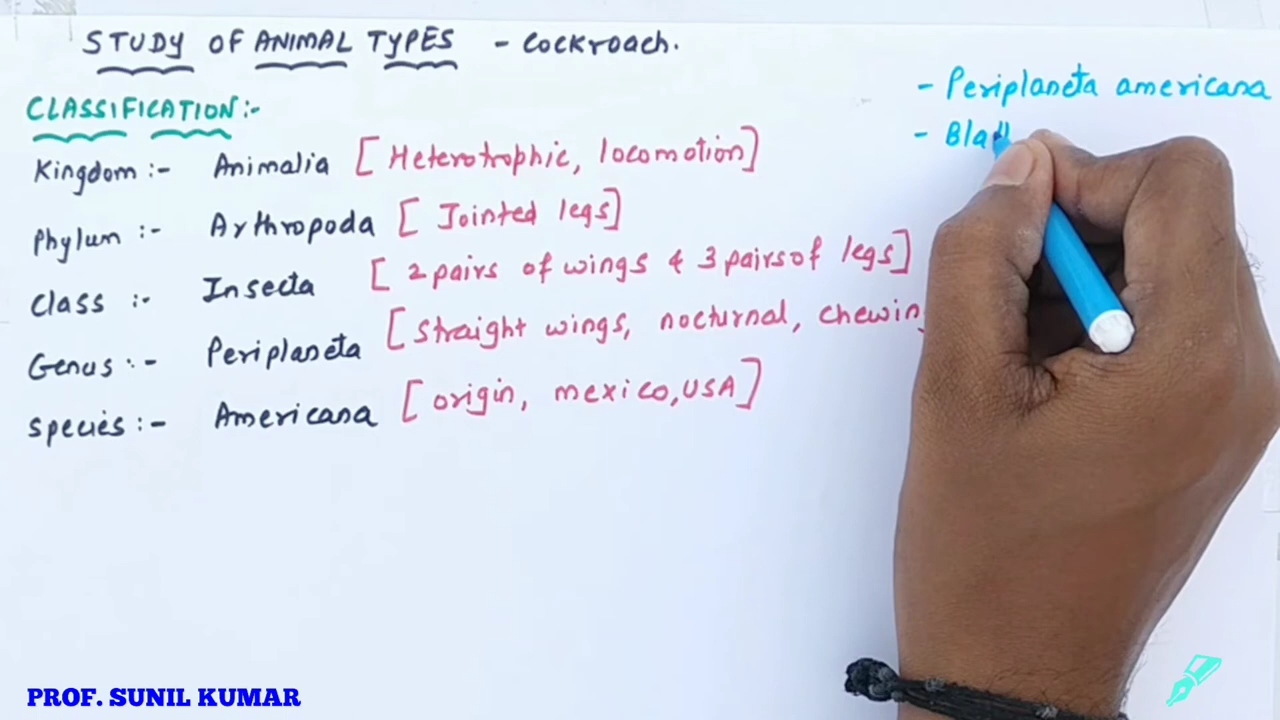 STUDY OF ANIMAL TYPES - Cockroach.
CLASSIFICATION:-
Kingdom :- Animalia [Heterotrophic, locomotion]
Phylum :- Arthropoda [Jointed legs]
Class :- Insecta [2 pairs of wings & 3 pairs of legs]
Genus :- Periplaneta [straight wings, nocturnal, chewin
species :- Americana [origin, mexico, USA]
- Periplaneta americana
- Bla
PROF. SUNIL KUMAR